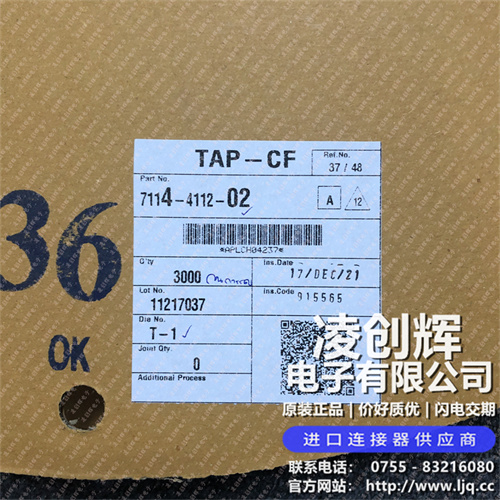 TAP-CF
Ref.No.
37 / 48
Part No.
7114-4112-02
A
12
*APLCH04237*
Q'ty
3000
Ins.Date
17/DEC/21
Lot No.
11217037
Ins.Code
915565
Die No.
T-1
Joint Qty.
0
Additional Process
36
OK
凌创辉
电子有限公司
原装正品 | 价好质优 | 闪电交期
进口连接器供应商
联系电话: 0755 - 83216080
官方网站: http://www.ljq.cc